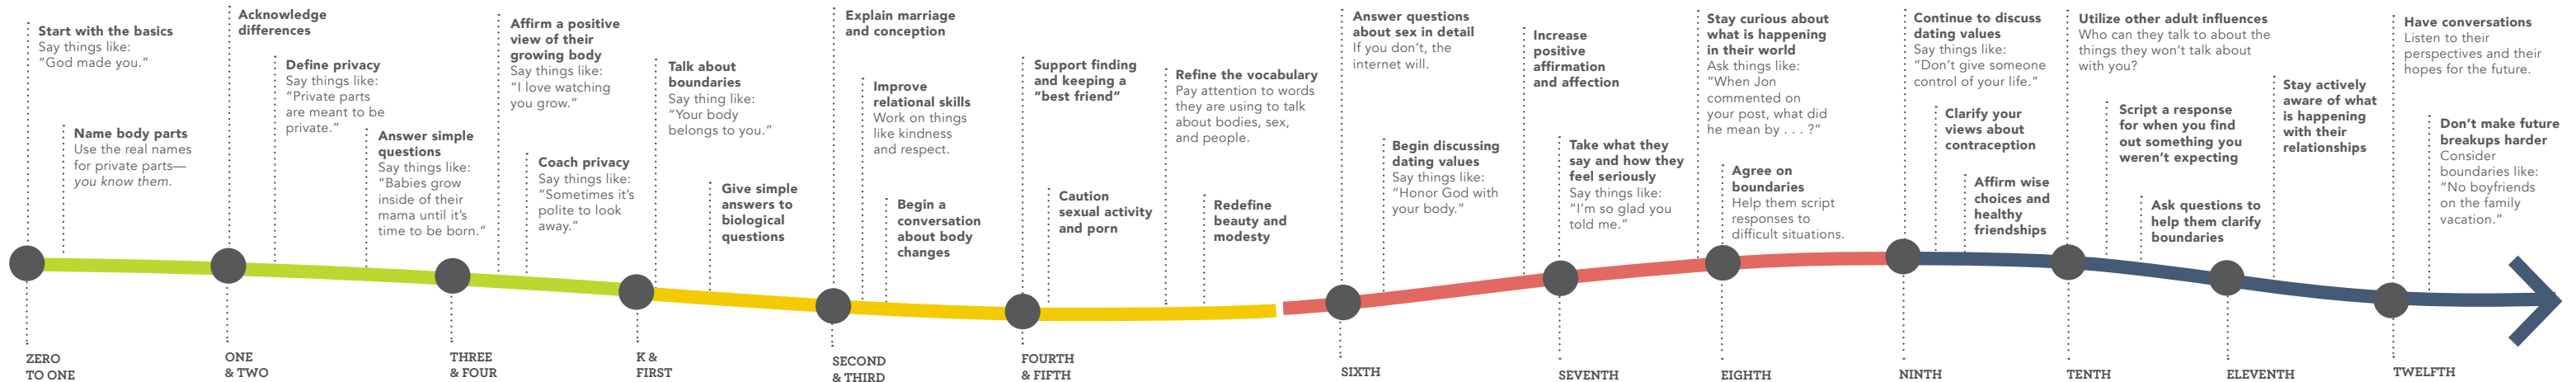 Start with the basics
Say things like:
“God made you.”
Name body parts
Use the real names
for private parts—
you know them.
Acknowledge
differences
Define privacy
Say things like:
“Private parts
are meant to be
private.”
Answer simple
questions
Say things like:
“Babies grow
inside of their
mama until it’s
time to be born.”
Affirm a positive
view of their
growing body
Say things like:
“I love watching
you grow.”
Coach privacy
Say things like:
“Sometimes it’s
polite to look
away.”
Talk about
boundaries
Say thing like:
“Your body
belongs to you.”
Give simple
answers to
biological
questions
Explain marriage
and conception
Improve
relational skills
Work on things
like kindness
and respect.
Begin a
conversation
about body
changes
Support finding
and keeping a
“best friend”
Caution
sexual activity
and porn
Refine the vocabulary
Pay attention to words
they are using to talk
about bodies, sex,
and people.
Redefine
beauty and
modesty
Answer questions
about sex in detail
If you don’t, the
internet will.
Begin discussing
dating values
Say things like:
“Honor God with
your body.”
Increase
positive
affirmation
and affection
Take what they
say and how they
feel seriously
Say things like:
“I’m so glad you
told me.”
Stay curious about
what is happening
in their world
Ask things like:
“When Jon
commented on
your post, what did
he mean by . . . ?”
Agree on
boundaries
Help them script
responses to
difficult situations.
Continue to discuss
dating values
Say things like:
“Don’t give someone
control of your life.”
Clarify your
views about
contraception
Affirm wise
choices and
healthy
friendships
Utilize other adult influences
Who can they talk to about the
things they won’t talk about
with you?
Script a response
for when you find
out something you
weren’t expecting
Ask questions to
help them clarify
boundaries
Stay actively
aware of what
is happening
with their
relationships
Have conversations
Listen to their
perspectives and their
hopes for the future.
Don’t make future
breakups harder
Consider
boundaries like:
“No boyfriends
on the family
vacation.”
ZERO
TO ONE
ONE
& TWO
THREE
& FOUR
K &
FIRST
SECOND
& THIRD
FOURTH
& FIFTH
SIXTH
SEVENTH
EIGHTH
NINTH
TENTH
ELEVENTH
TWELFTH